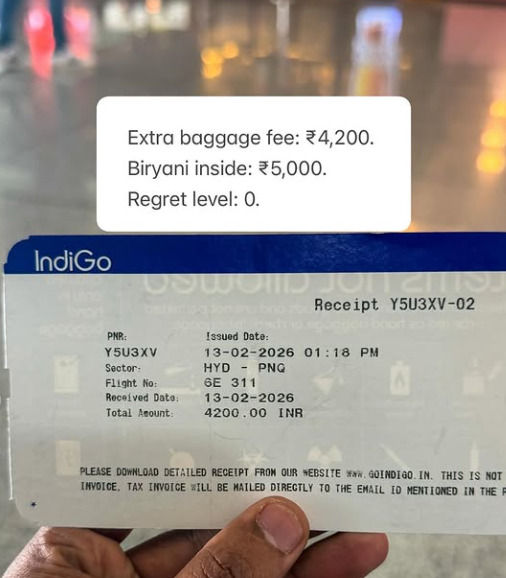 Extra baggage fee: ₹4,200.
Biryani inside: ₹5,000.
Regret level: 0.
IndiGo
Receipt Y5U3XV-02
PNR: Issued Date:
Y5U3XV 13-02-2026 01:18 PM
Sector: HYD - PNQ
Flight No: 6E 311
Received Date: 13-02-2026
Total Amount: 4200.00 INR
PLEASE DOWNLOAD DETAILED RECEIPT FROM OUR WEBSITE WWW.GOINDIGO.IN. THIS IS NOT
INVOICE, TAX INVOICE WILL BE MAILED DIRECTLY TO THE EMAIL ID MENTIONED IN THE